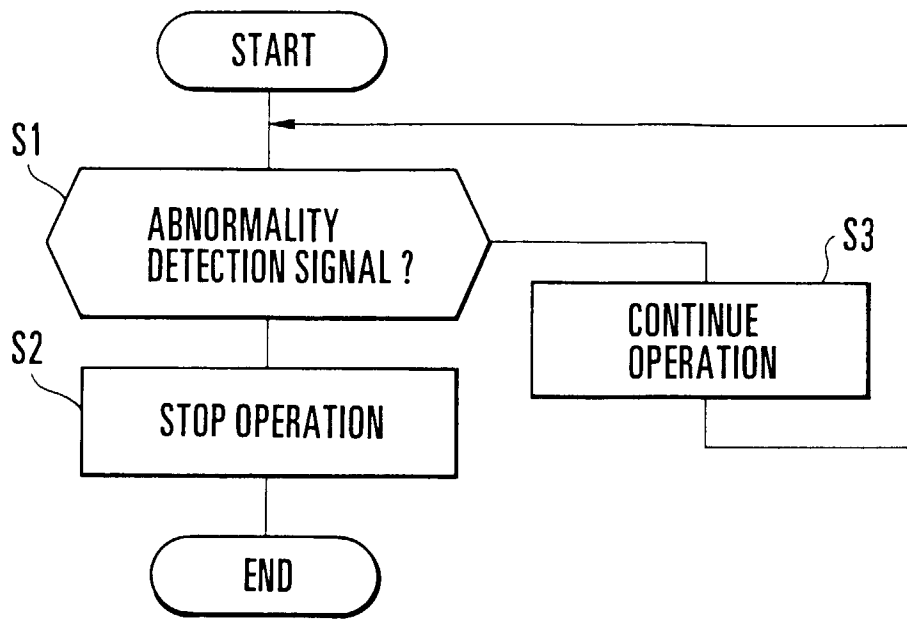 START
S1
ABNORMALITY
DETECTION SIGNAL ?
S3
CONTINUE
OPERATION
S2
STOP OPERATION
END